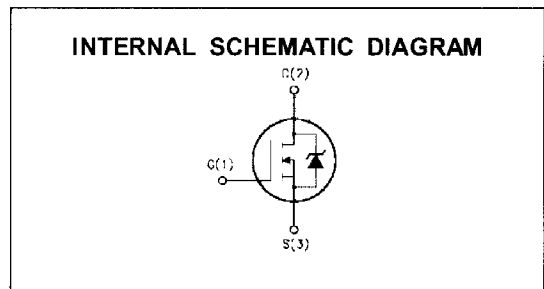 INTERNAL SCHEMATIC DIAGRAM
D(2)
G(1)
S(3)